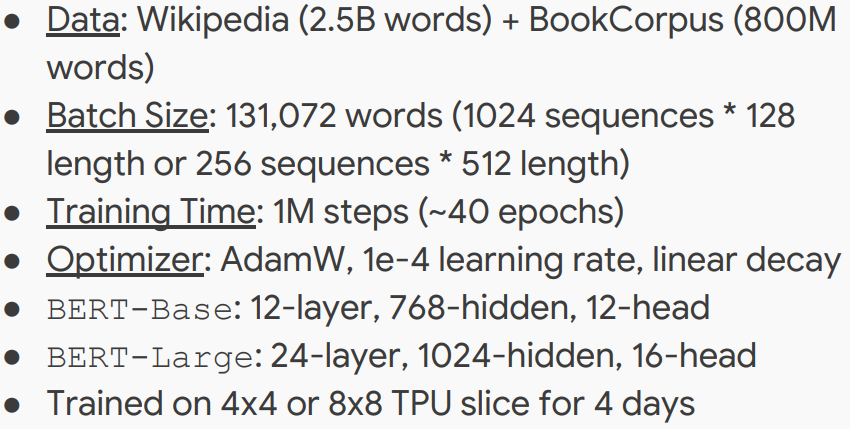 ● Data: Wikipedia (2.5B words) + BookCorpus (800M
words)
● Batch Size: 131,072 words (1024 sequences * 128
length or 256 sequences * 512 length)
● Training Time: 1M steps (~40 epochs)
● Optimizer: AdamW, 1e-4 learning rate, linear decay
● BERT-Base: 12-layer, 768-hidden, 12-head
● BERT-Large: 24-layer, 1024-hidden, 16-head
● Trained on 4x4 or 8x8 TPU slice for 4 days